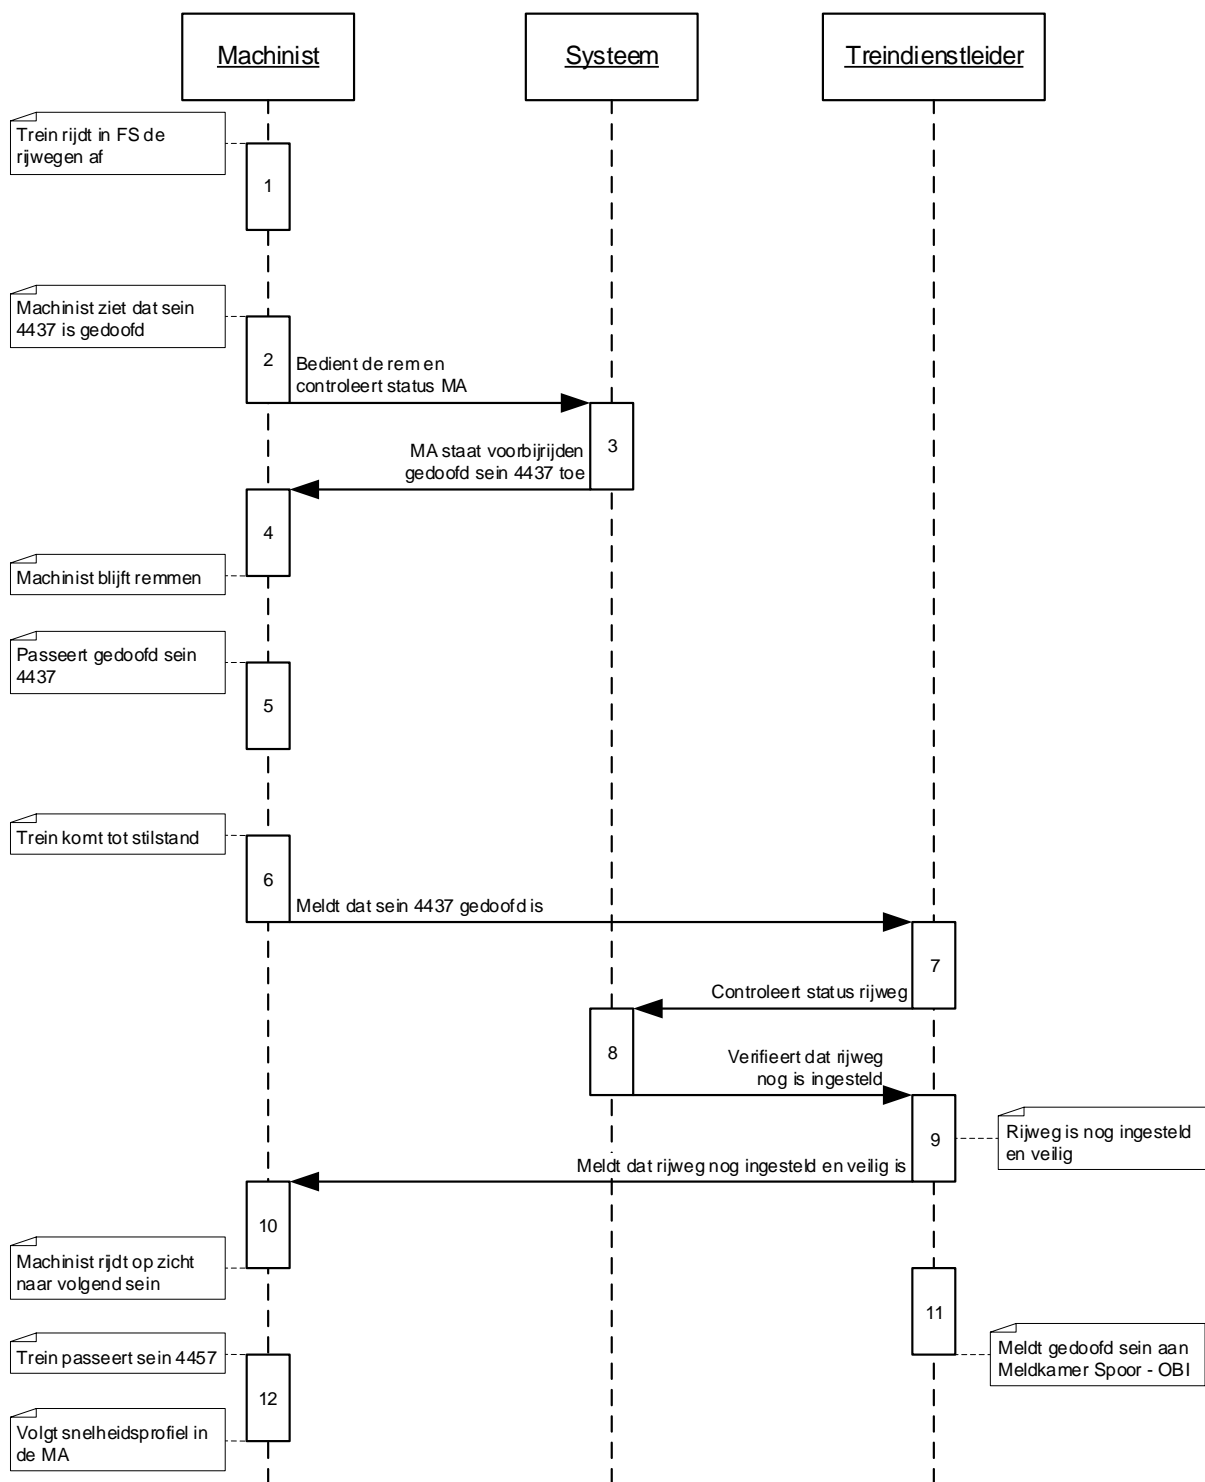 Machinist
Systeem
Treindienstleider
Trein rijdt in FS de
rijwegen af
1
Machinist ziet dat sein
4437 is gedoofd
2
Bedient de rem en
controleert status MA
3
MA staat voorbijrijden
gedoofd sein 4437 toe
4
Machinist blijft remmen
Passeert gedoofd sein
4437
5
Trein komt tot stilstand
6
Meldt dat sein 4437 gedoofd is
7
Controleert status rijweg
8
Verifieert dat rijweg
nog is ingesteld
9
Rijweg is nog ingesteld
en veilig
Meldt dat rijweg nog ingesteld en veilig is
10
Machinist rijdt op zicht
naar volgend sein
11
Meldt gedoofd sein aan
Meldkamer Spoor - OBI
Trein passeert sein 4457
12
Volgt snelheidsprofiel in
de MA